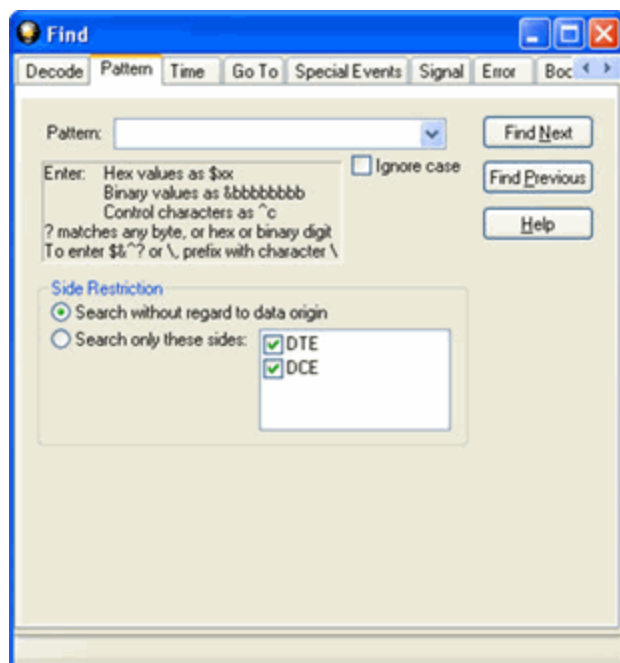 Find
Decode Pattern Time Go To Special Events Signal Error Boc
Pattern: Find Next
Ignore case
Enter: Hex values as $xx
Binary values as &bbbbbbbb
Control characters as ^c
? matches any byte, or hex or binary digit
To enter $&^? or \, prefix with character \
Find Previous
Help
Side Restriction
Search without regard to data origin
Search only these sides: DTE
DCE